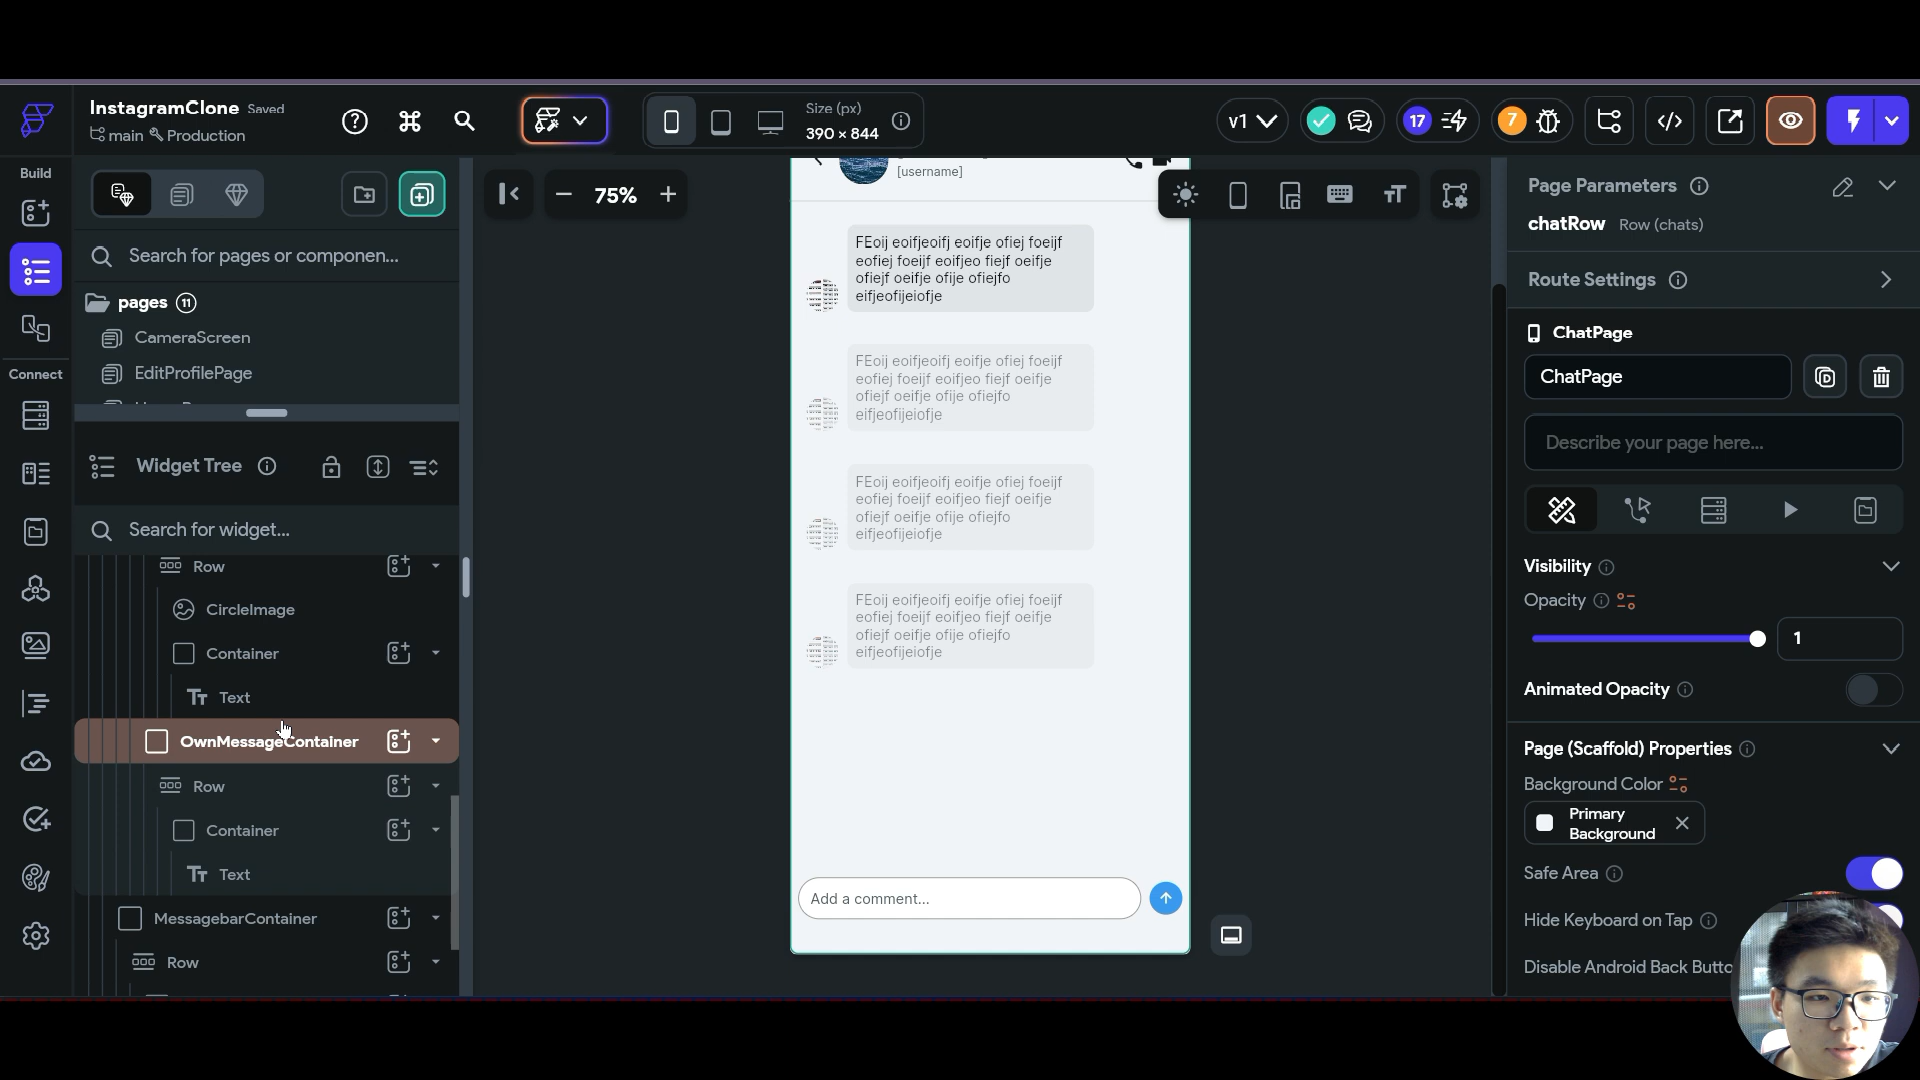 InstagramClone Saved
main Production
Size (px)
390 × 844
v1
17
7
Build
Connect
Search for pages or componen...
pages 11
CameraScreen
EditProfilePage
Widget Tree
Search for widget...
Row
CircleImage
Container
Text
OwnMessageContainer
Row
Container
Text
MessagebarContainer
Row
75%
[username]
FEoij eoifjeoifj eoifje ofiej foeijf
eofiej foeijf eoifjeo fiejf oeifje
ofiejf oeifje ofije ofiejfo
eifjeofijeiofje
FEoij eoifjeoifj eoifje ofiej foeijf
eofiej foeijf eoifjeo fiejf oeifje
ofiejf oeifje ofije ofiejfo
eifjeofijeiofje
FEoij eoifjeoifj eoifje ofiej foeijf
eofiej foeijf eoifjeo fiejf oeifje
ofiejf oeifje ofije ofiejfo
eifjeofijeiofje
FEoij eoifjeoifj eoifje ofiej foeijf
eofiej foeijf eoifjeo fiejf oeifje
ofiejf oeifje ofije ofiejfo
eifjeofijeiofje
Add a comment...
Page Parameters
chatRow Row (chats)
Route Settings
ChatPage
ChatPage
Describe your page here...
Visibility
Opacity
1
Animated Opacity
Page (Scaffold) Properties
Background Color
Primary
Background
Safe Area
Hide Keyboard on Tap
Disable Android Back Butto